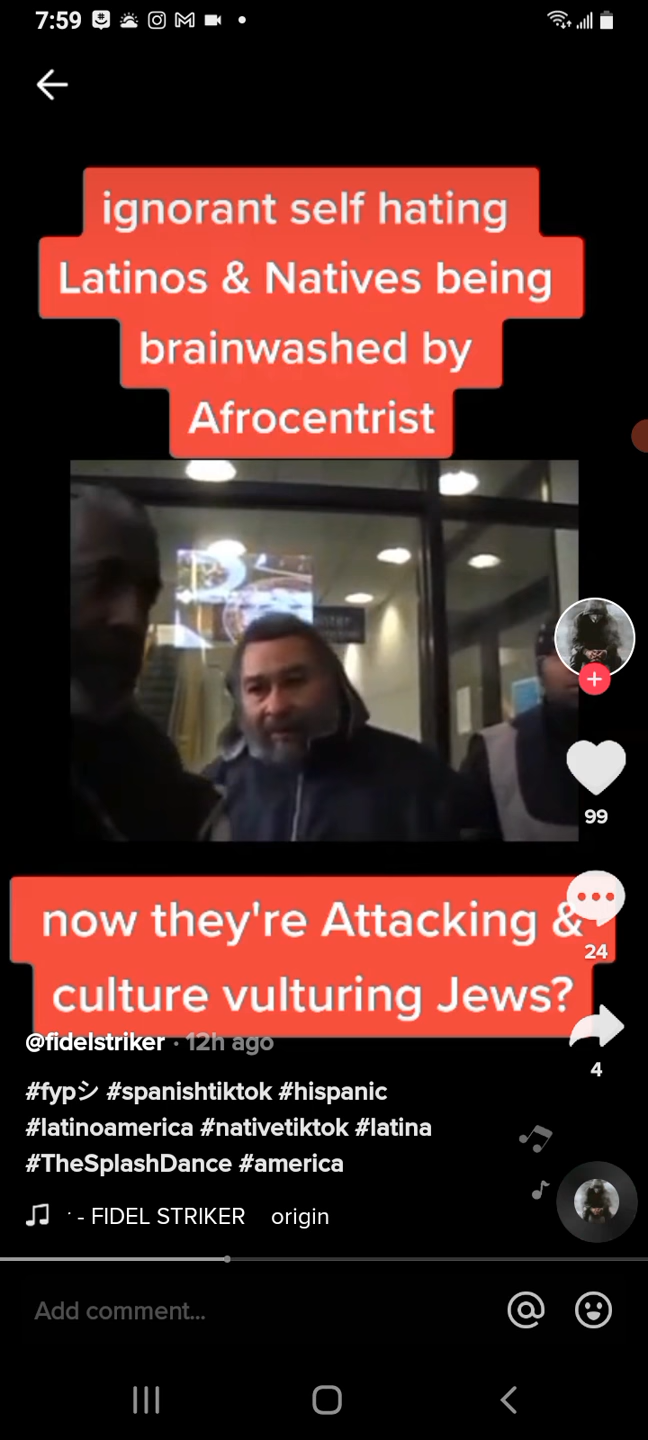 7:59
ignorant self hating
Latinos & Natives being
brainwashed by
Afrocentrist
now they're Attacking &
culture vulturing Jews?
99
24
4
@fidelstriker · 12h ago
#fypシ #spanishtiktok #hispanic
#latinoamerica #nativetiktok #latina
#TheSplashDance #america
· - FIDEL STRIKER origin
Add comment...